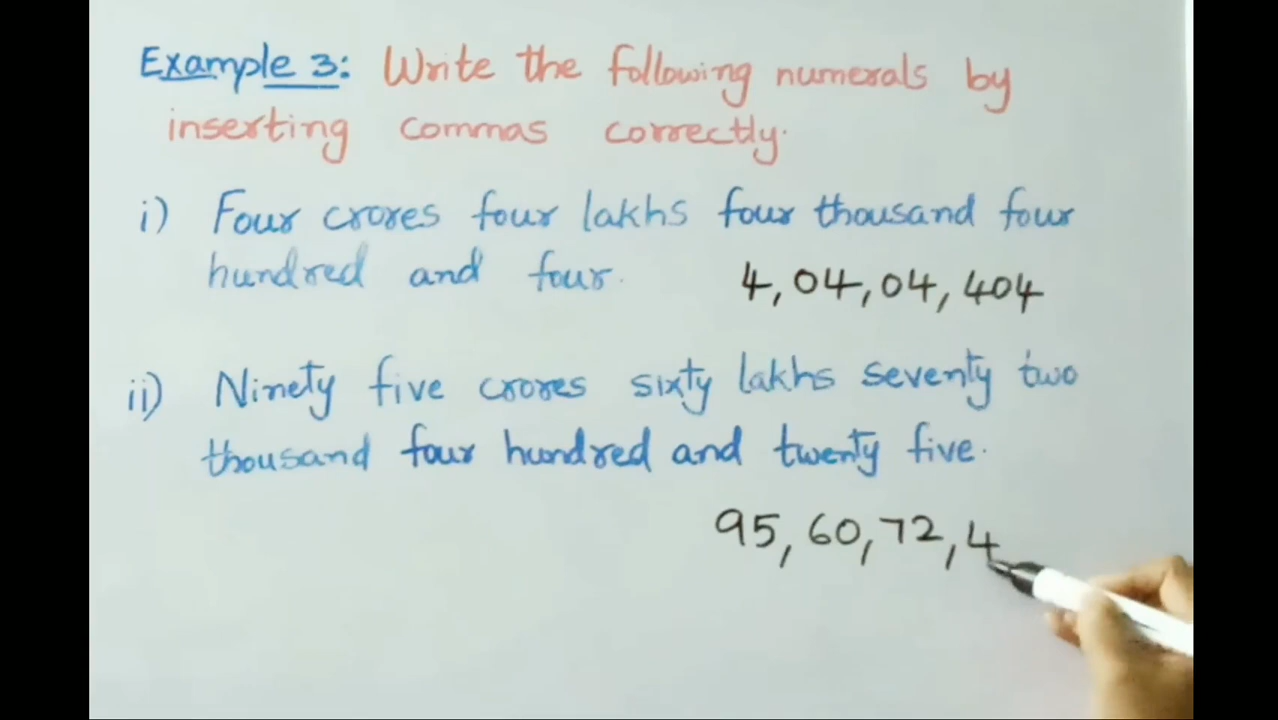 Example 3: Write the following numerals by
inserting commas correctly.
i) Four crores four lakhs four thousand four
hundred and four.
4,04,04,404
ii) Ninety five crores sixty lakhs seventy two
thousand four hundred and twenty five.
95,60,72,4